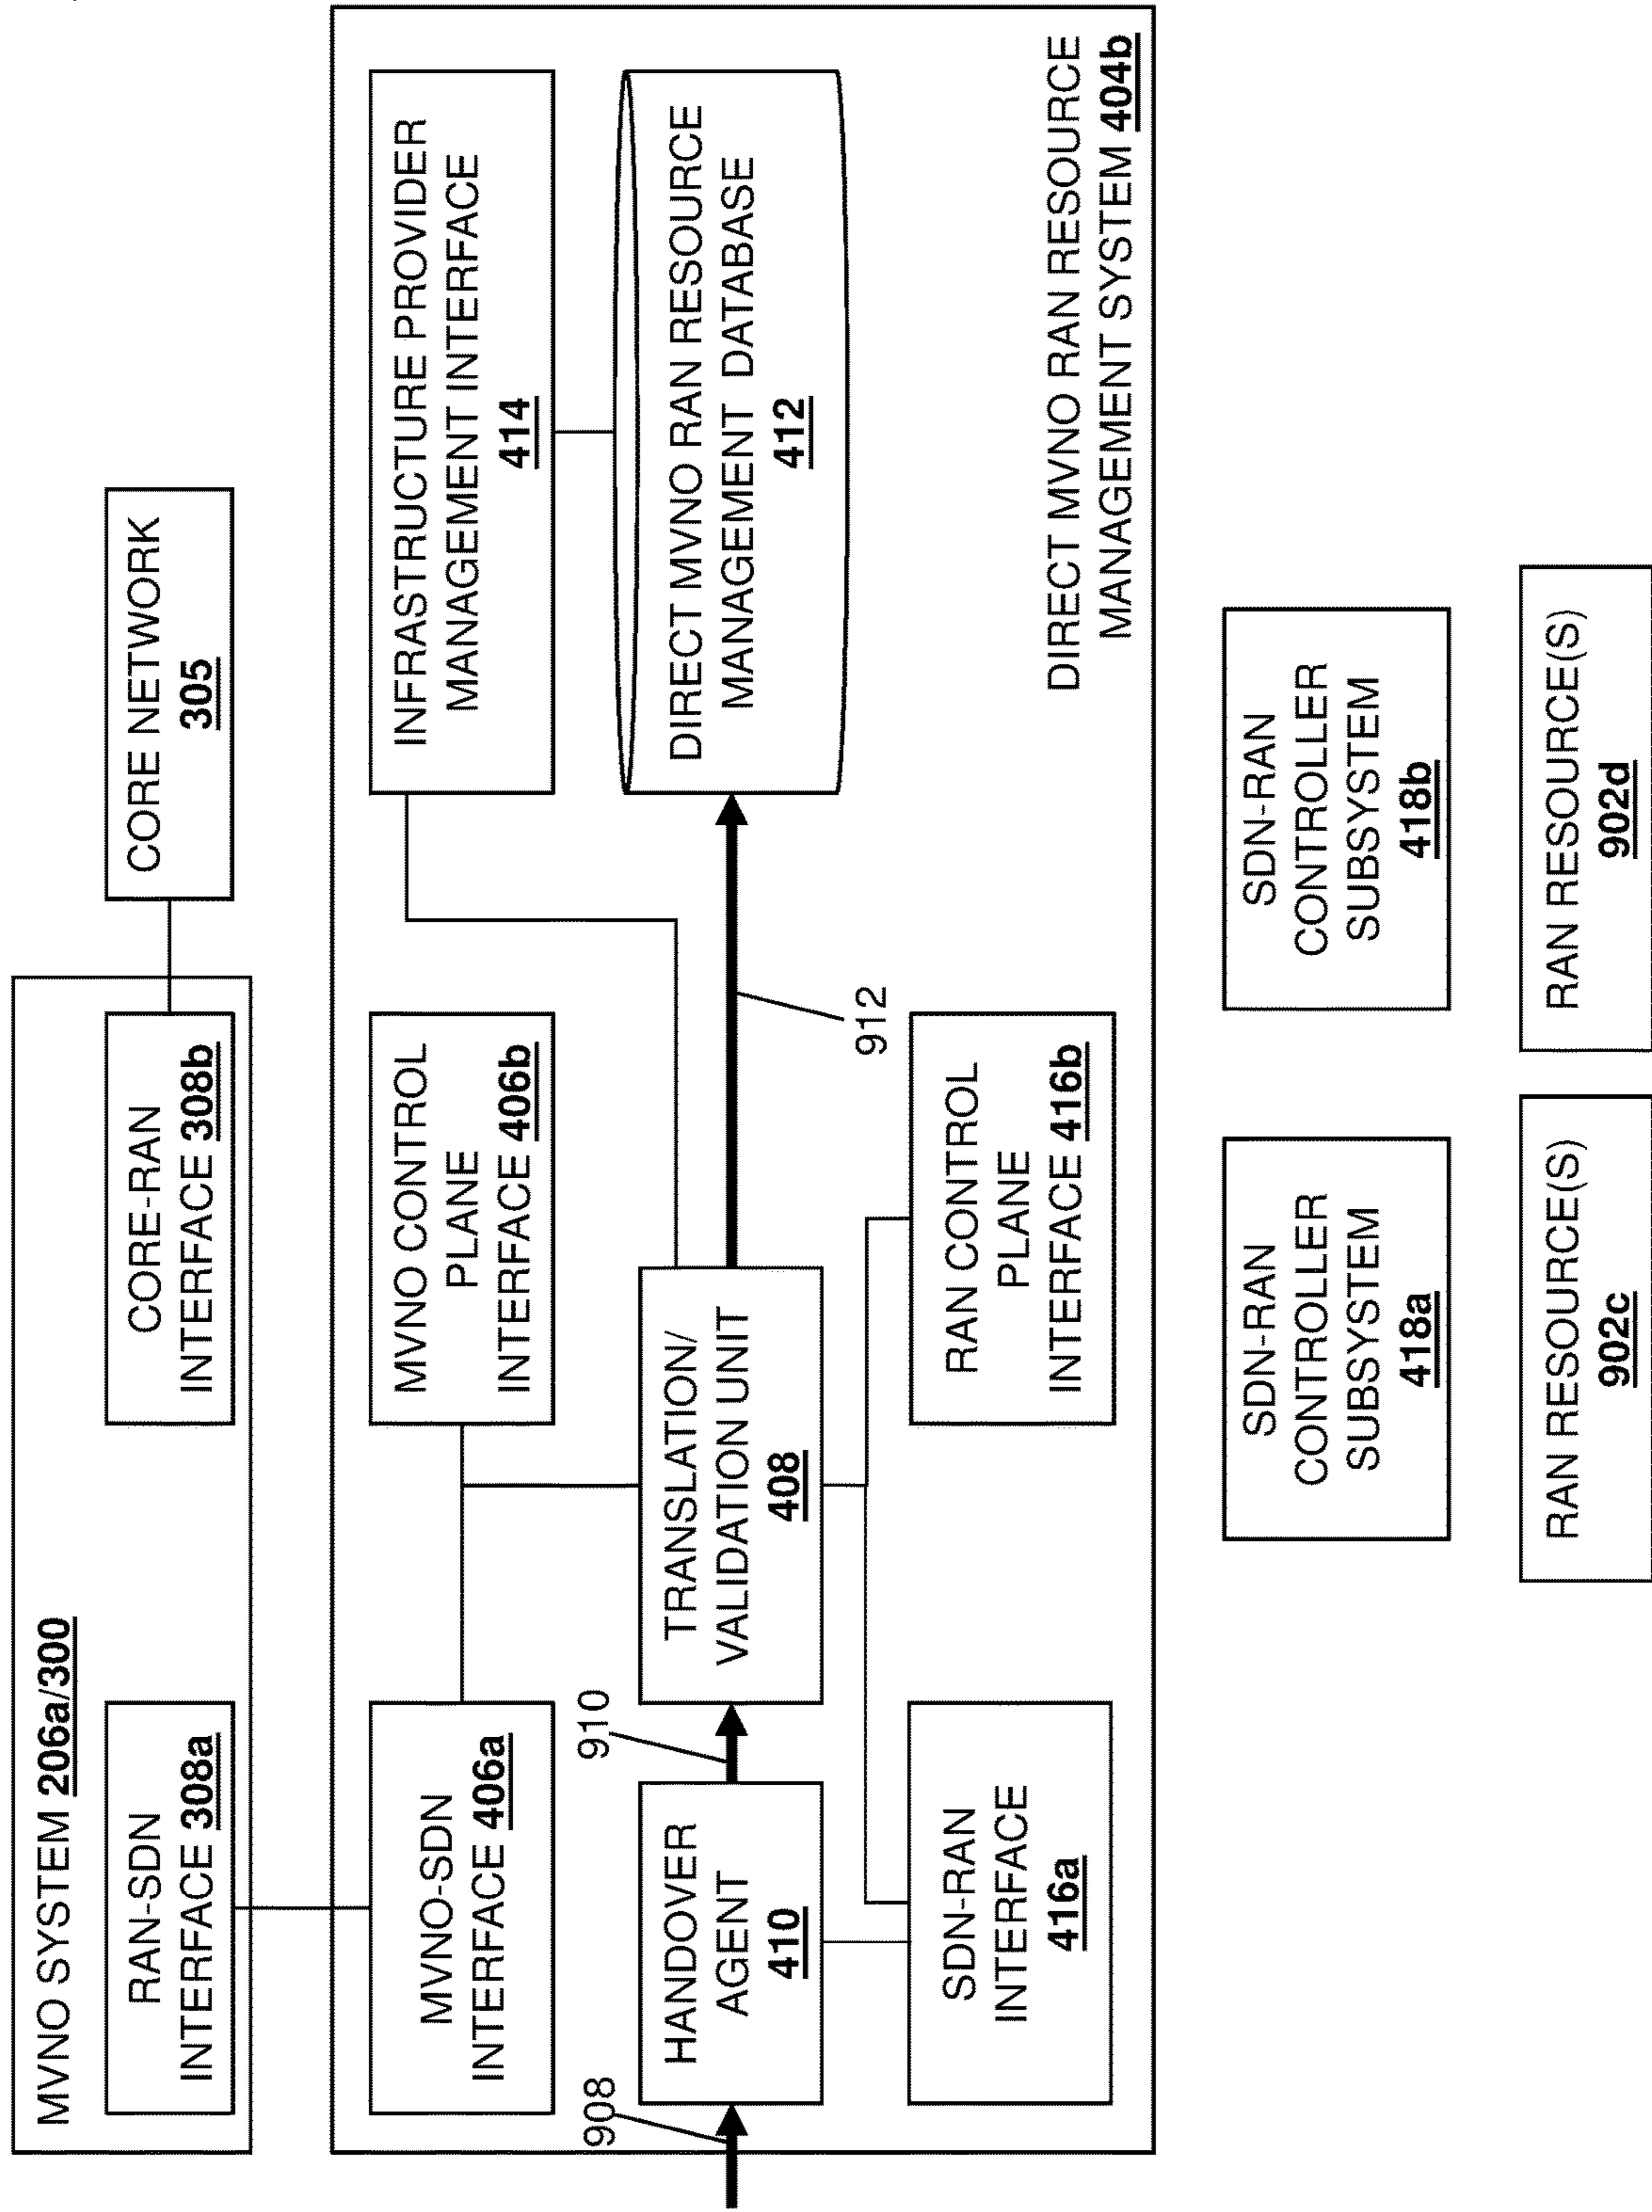 MVNO SYSTEM 206a/300
RAN-SDN
INTERFACE 308a
CORE-RAN
INTERFACE 308b
CORE NETWORK
305
MVNO-SDN
INTERFACE 406a
MVNO CONTROL
PLANE
INTERFACE 406b
INFRASTRUCTURE PROVIDER
MANAGEMENT INTERFACE
414
908
HANDOVER
AGENT
410
910
TRANSLATION/
VALIDATION UNIT
408
912
DIRECT MVNO RAN RESOURCE
MANAGEMENT DATABASE
412
SDN-RAN
INTERFACE
416a
RAN CONTROL
PLANE
INTERFACE 416b
DIRECT MVNO RAN RESOURCE
MANAGEMENT SYSTEM 404b
SDN-RAN
CONTROLLER
SUBSYSTEM
418a
SDN-RAN
CONTROLLER
SUBSYSTEM
418b
RAN RESOURCE(S)
902c
RAN RESOURCE(S)
902d